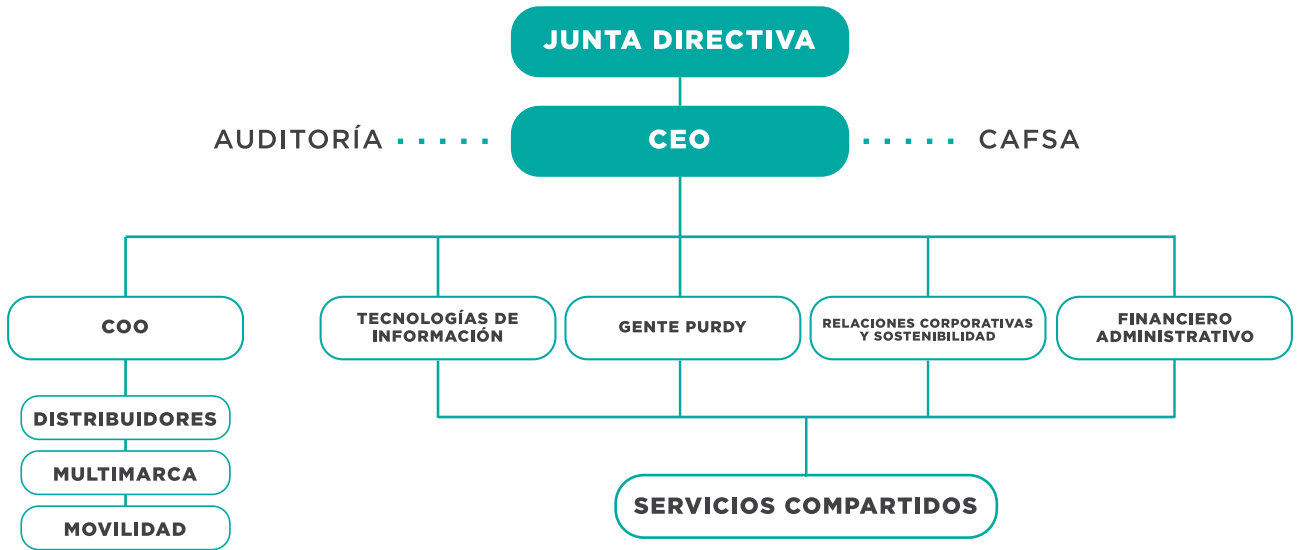 JUNTA DIRECTIVA
AUDITORÍA
CEO
CAFSA
COO
TECNOLOGÍAS DE
INFORMACIÓN
GENTE PURDY
RELACIONES CORPORATIVAS
Y SOSTENIBILIDAD
FINANCIERO
ADMINISTRATIVO
DISTRIBUIDORES
MULTIMARCA
MOVILIDAD
SERVICIOS COMPARTIDOS